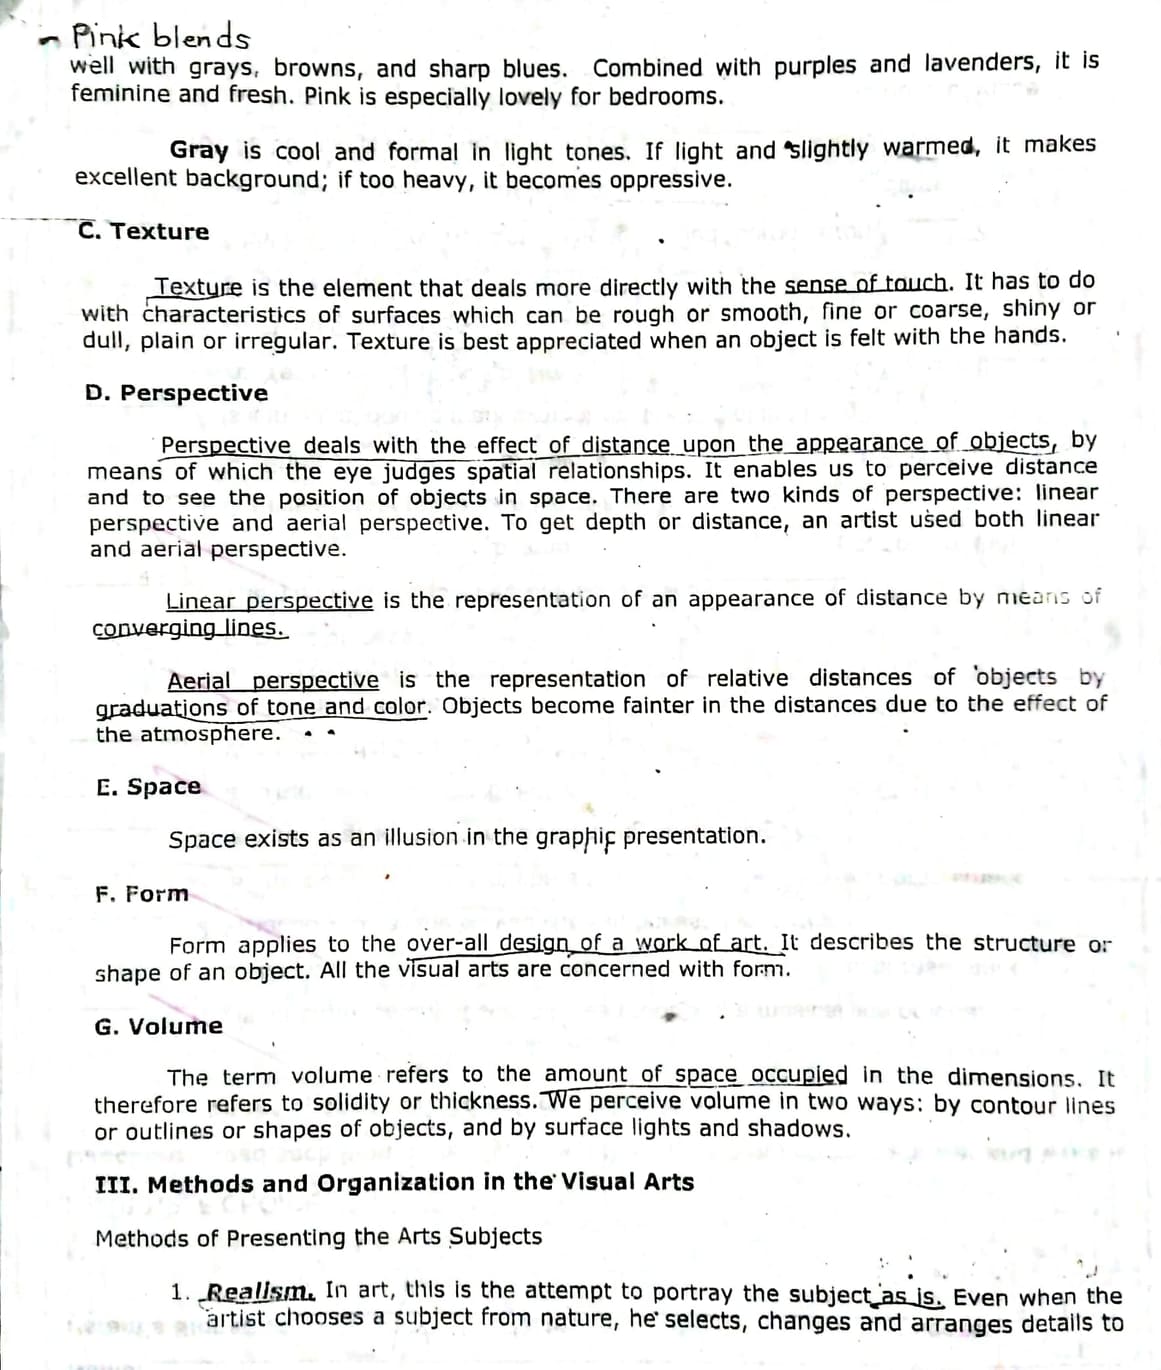 - Pink blends
well with grays, browns, and sharp blues. Combined with purples and lavenders, it is
feminine and fresh. Pink is especially lovely for bedrooms.
Gray is cool and formal in light tones. If light and slightly warmed, it makes
excellent background; if too heavy, it becomes oppressive.
C. Texture
Texture is the element that deals more directly with the sense of touch. It has to do
with characteristics of surfaces which can be rough or smooth, fine or coarse, shiny or
dull, plain or irregular. Texture is best appreciated when an object is felt with the hands.
D. Perspective
Perspective deals with the effect of distance upon the appearance of objects, by
means of which the eye judges spatial relationships. It enables us to perceive distance
and to see the position of objects in space. There are two kinds of perspective: linear
perspective and aerial perspective. To get depth or distance, an artist used both linear
and aerial perspective.
Linear perspective is the representation of an appearance of distance by means of
converging lines.
Aerial perspective is the representation of relative distances of objects by
graduations of tone and color. Objects become fainter in the distances due to the effect of
the atmosphere.
E. Space
Space exists as an illusion in the graphic presentation.
F. Form
Form applies to the over-all design of a work of art. It describes the structure or
shape of an object. All the visual arts are concerned with form.
G. Volume
The term volume refers to the amount of space occupied in the dimensions. It
therefore refers to solidity or thickness. We perceive volume in two ways: by contour lines
or outlines or shapes of objects, and by surface lights and shadows.
III. Methods and Organization in the Visual Arts
Methods of Presenting the Arts Subjects
1. Realism. In art, this is the attempt to portray the subject as is. Even when the
artist chooses a subject from nature, he selects, changes and arranges details to